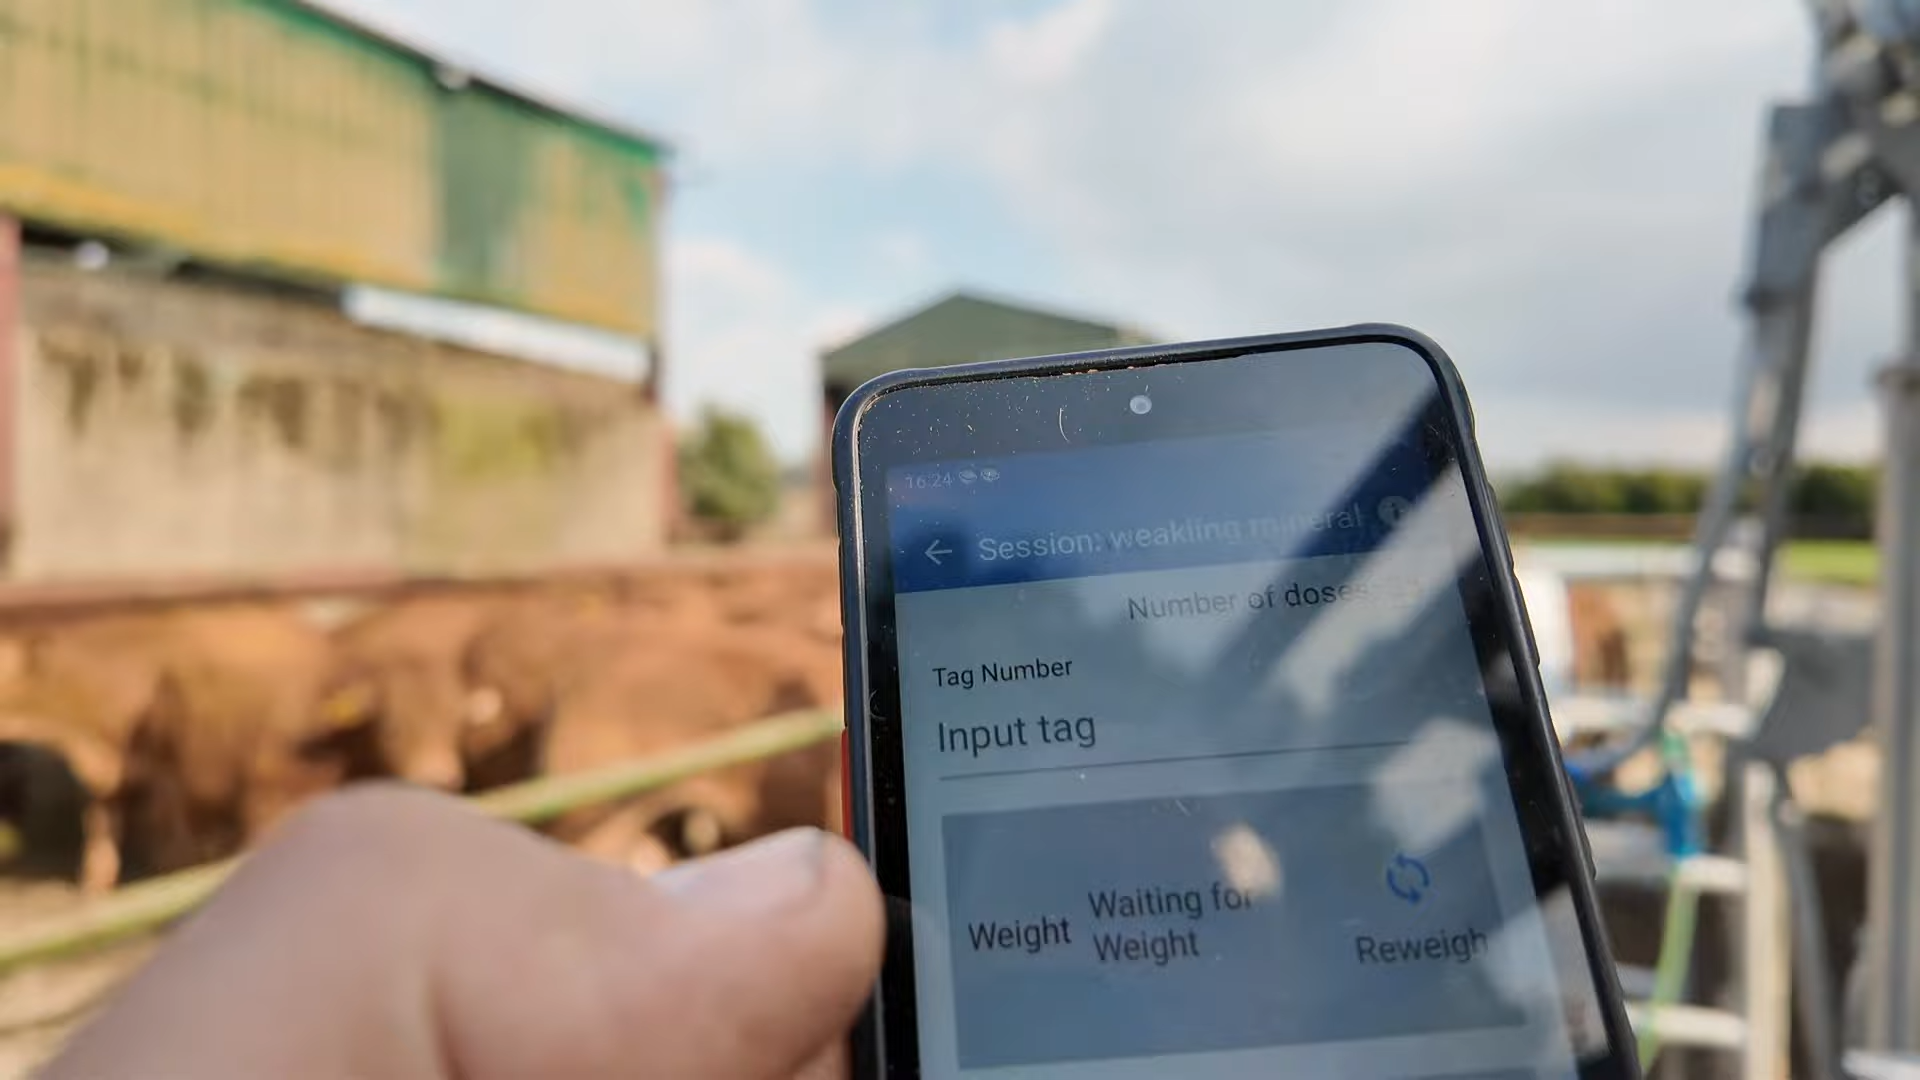 16:24
Session: weakling mineral
Number of doses:
Tag Number
Input tag
Weight
Waiting for
Weight
Reweigh